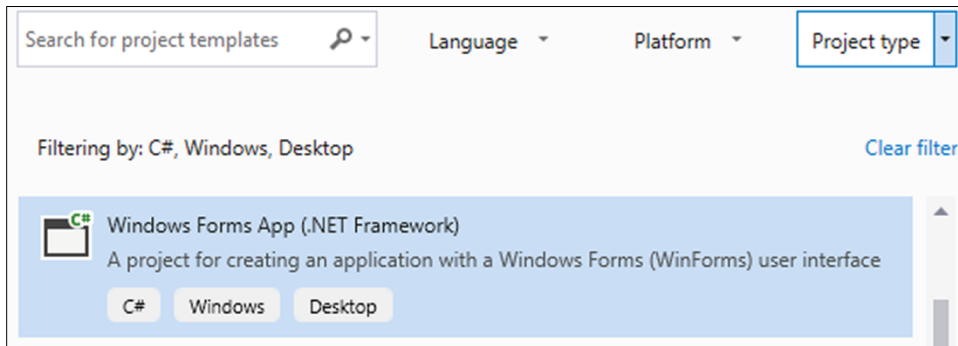 Search for project templates
Language
Platform
Project type
Filtering by: C#, Windows, Desktop
Clear filter
C#
Windows Forms App (.NET Framework)
A project for creating an application with a Windows Forms (WinForms) user interface
C#
Windows
Desktop